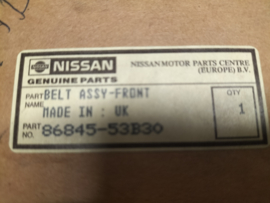 NISSAN
GENUINE PARTS
NISSAN MOTOR PARTS CENTRE
(EUROPE) B.V.
PART NAME BELT ASSY-FRONT
MADE IN : UK
QTY
1
PART NO. 86845-53B30